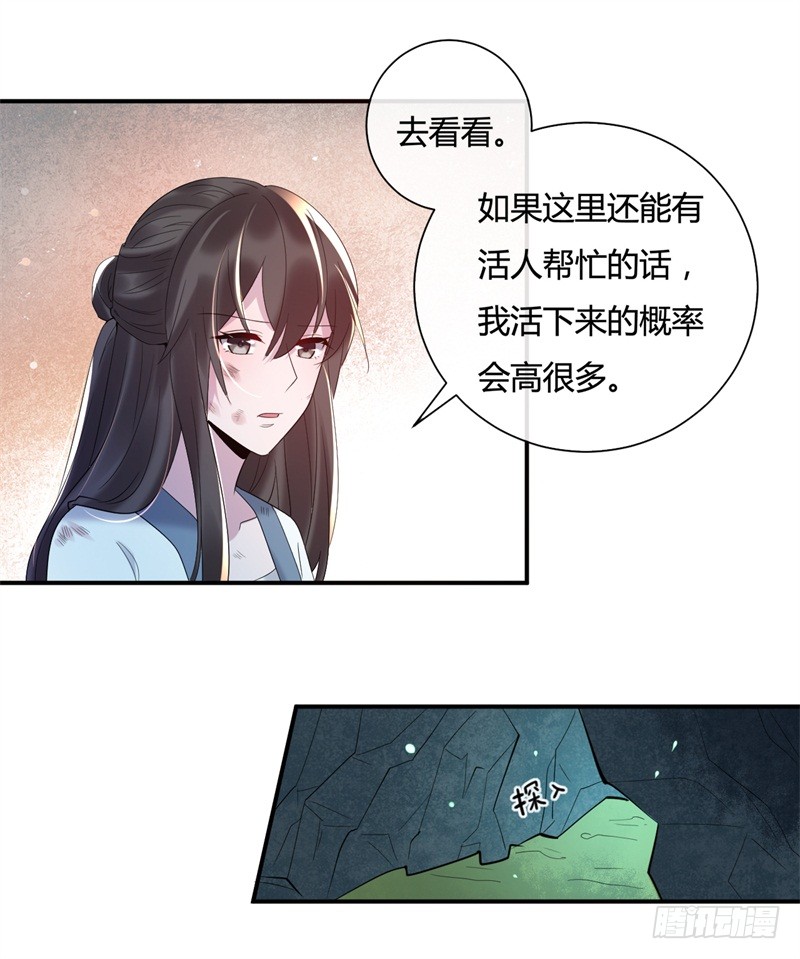 去看看。
如果这里还能有
活人帮忙的话，
我活下来的概率
会高很多。
探入
腾讯动漫